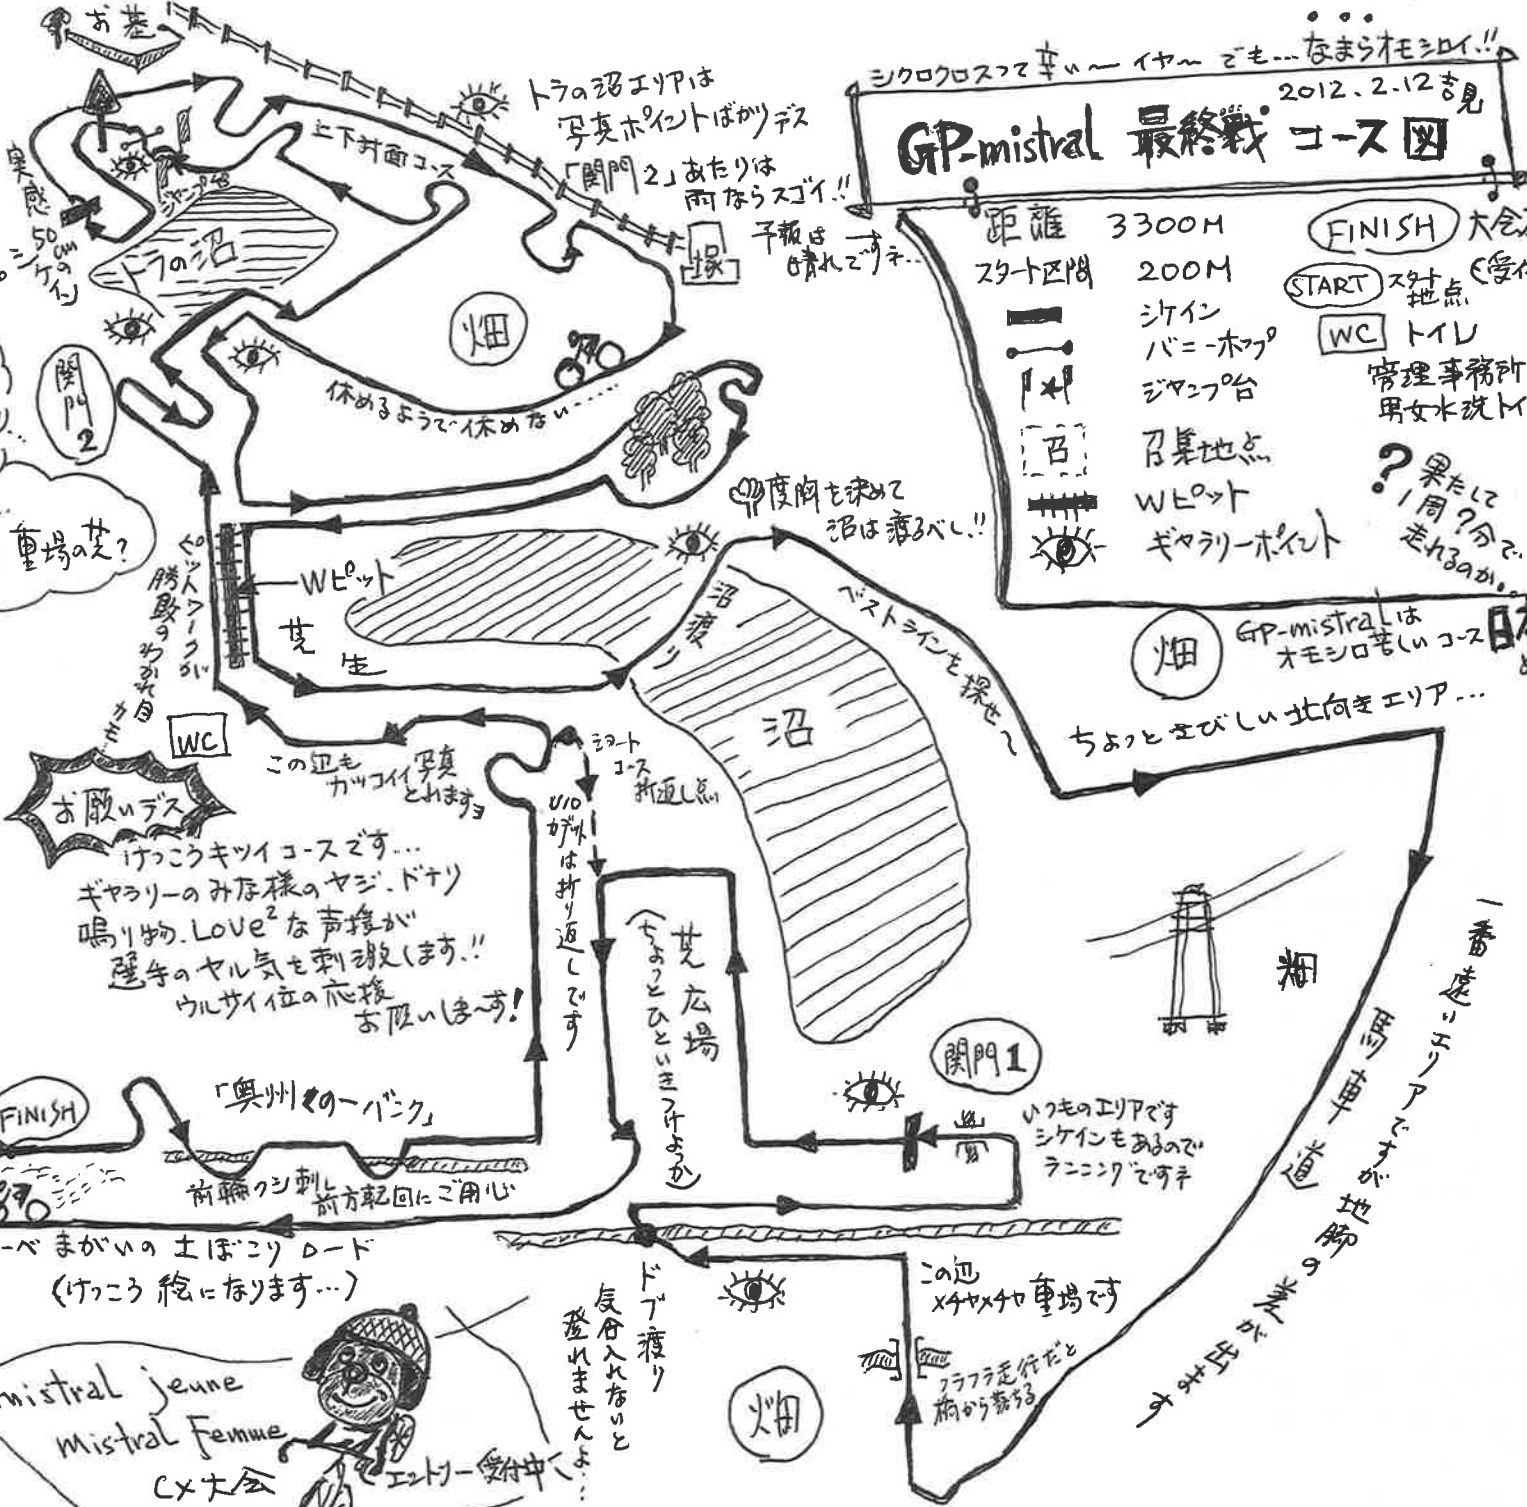 シクロクロスって辛い〜イヤ〜でも…なまらオモシロイ!!
2012.2.12 吉見
GP-mistral 最終戦 コース図
距離 3300M
スタート区間 200M
シケイン
バニーホップ
ジャンプ台
召 召集地点
Wピット
ギャラリーポイント
FINISH 大会
START スタート地点
WC トイレ
管理事務所
男女水洗トイ
? 果たして
1周7分で
走れるのか..
GP-mistralは
オモシロ苦しいコース
お墓
トラの沼エリアは
写真ポイントばかりデス
「関門2」あたりは
雨ならスゴイ!!
予報は
晴れですネ…
塚
上下斜面コース
ジャンプ台
実感
50cmの
シケイン
トラの沼
畑
休めるようで休めない……
関門
2
重場の芝?
ピットワークが
勝敗のわかれ目
カモ…
Wピット
芝生
度胸を決めて
沼は渡るべし!!
沼渡り
ベストラインを探せ〜
沼
畑
ちょっとさびしい北向きエリア…
WC
この辺も
カッコイイ写真
とれますヨ
ショート
コース
折返し点
U10
カデットは折り返しです
お願いデス
けっこうキツイコースです…
ギャラリーのみな様のヤジ、ドナリ
鳴り物、LOVE²な声援が
選手のヤル気を刺激します!!
ウルサイ位の応援
お願いしま〜す!
芝広場
(ちょっとひといきつけよっか)
畑
一番遠いエリアですが地脚の差が出ます
馬車道
関門1
いつものエリアです
シケインもあるので
ランニングですネ
FINISH
「奥州くの一バンク」
前輪クシ刺し
前方転回にご用心
ーベまがいの土ぼこりロード
(けっこう絵になります…)
ドブ渡り
気合入れないと
登れませんよ…
この辺
メチャメチャ重場です
フラフラ走行だと
橋から落ちる
畑
mistral jeune
mistral Femme
CX大会
エントリー受付中